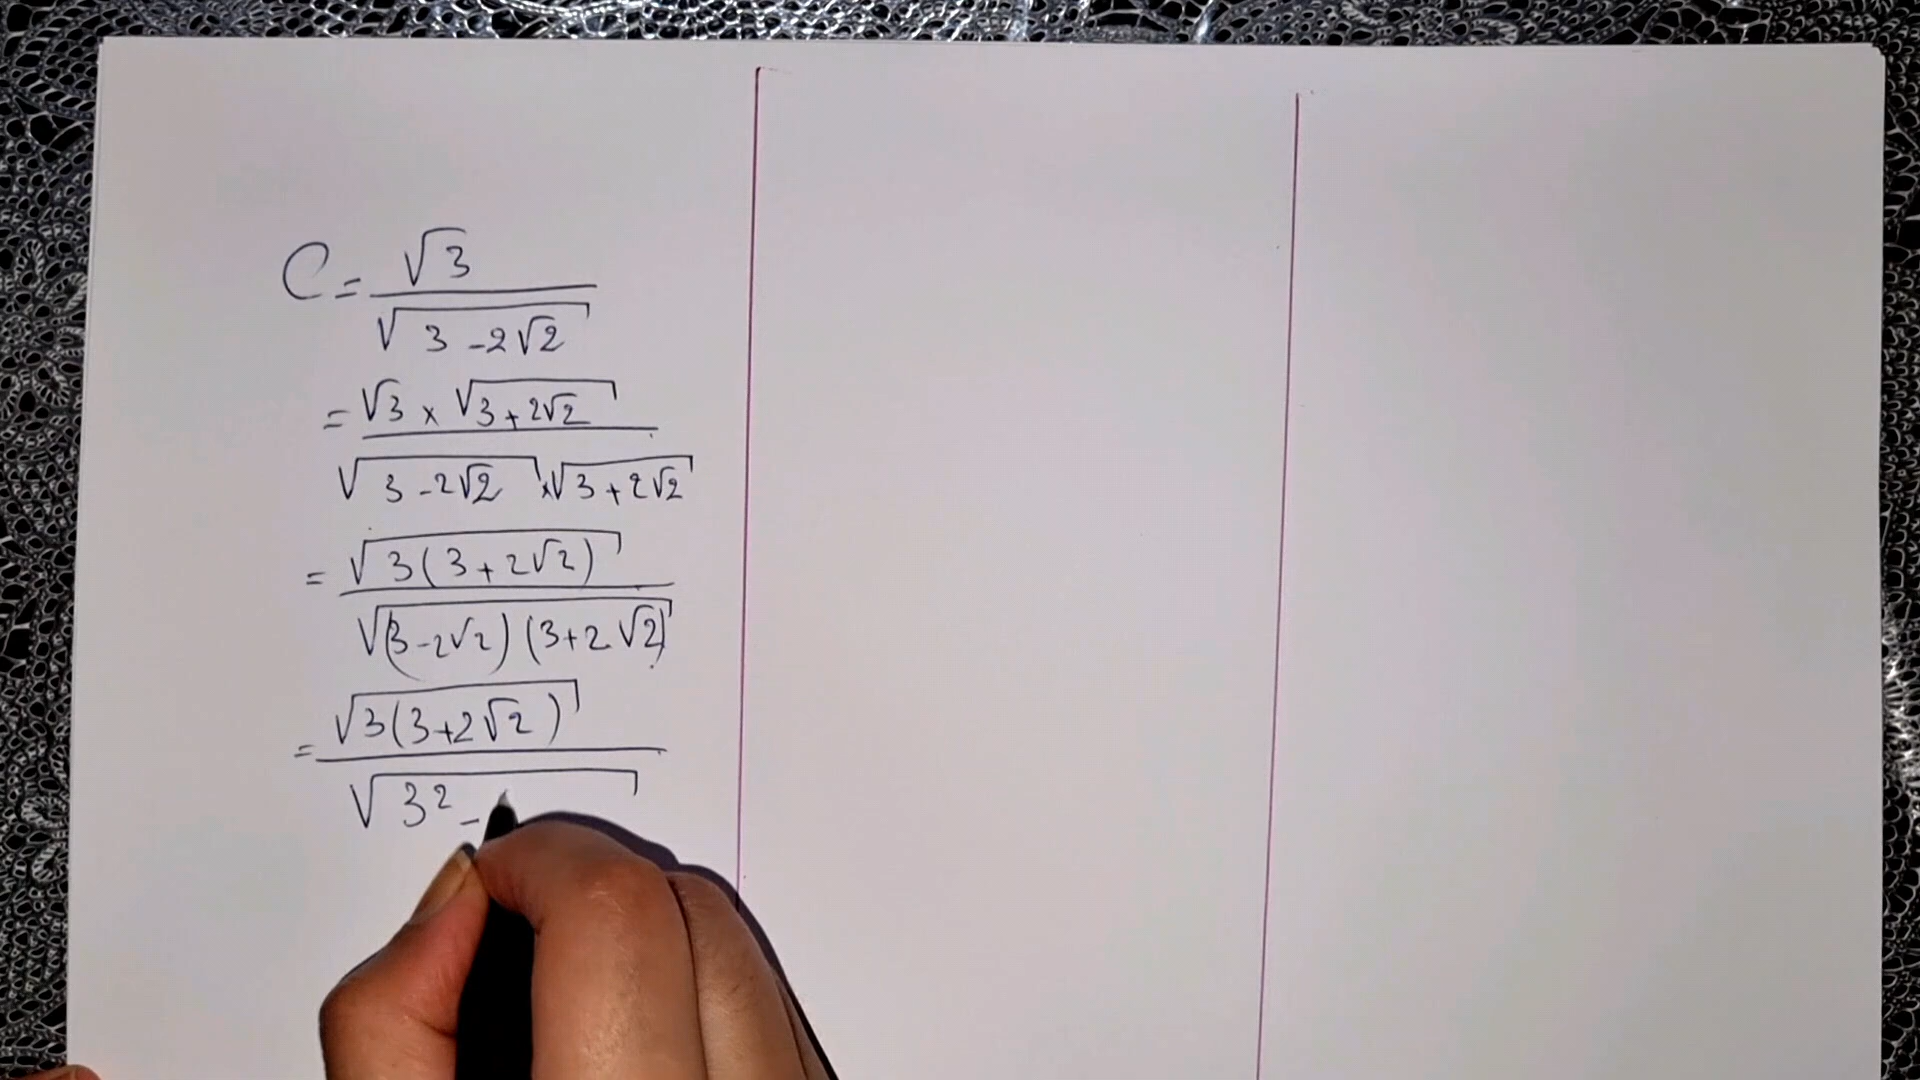 C = √3
√(3 - 2√2)
= √3 × √(3 + 2√2)
√(3 - 2√2) × √(3 + 2√2)
= √(3(3 + 2√2))
√((3 - 2√2)(3 + 2√2))
= √(3(3 + 2√2))
√(3² -